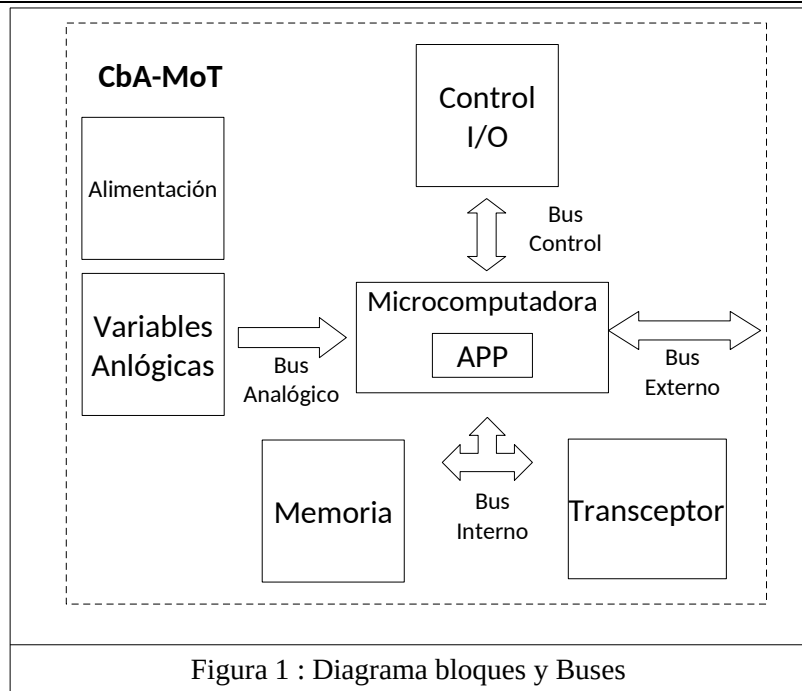 CbA-MoT
Control
I/O
Alimentación
Bus
Control
Variables
Anlógicas
Bus
Analógico
Microcomputadora
APP
Bus
Externo
Memoria
Bus
Interno
Transceptor
Figura 1 : Diagrama bloques y Buses